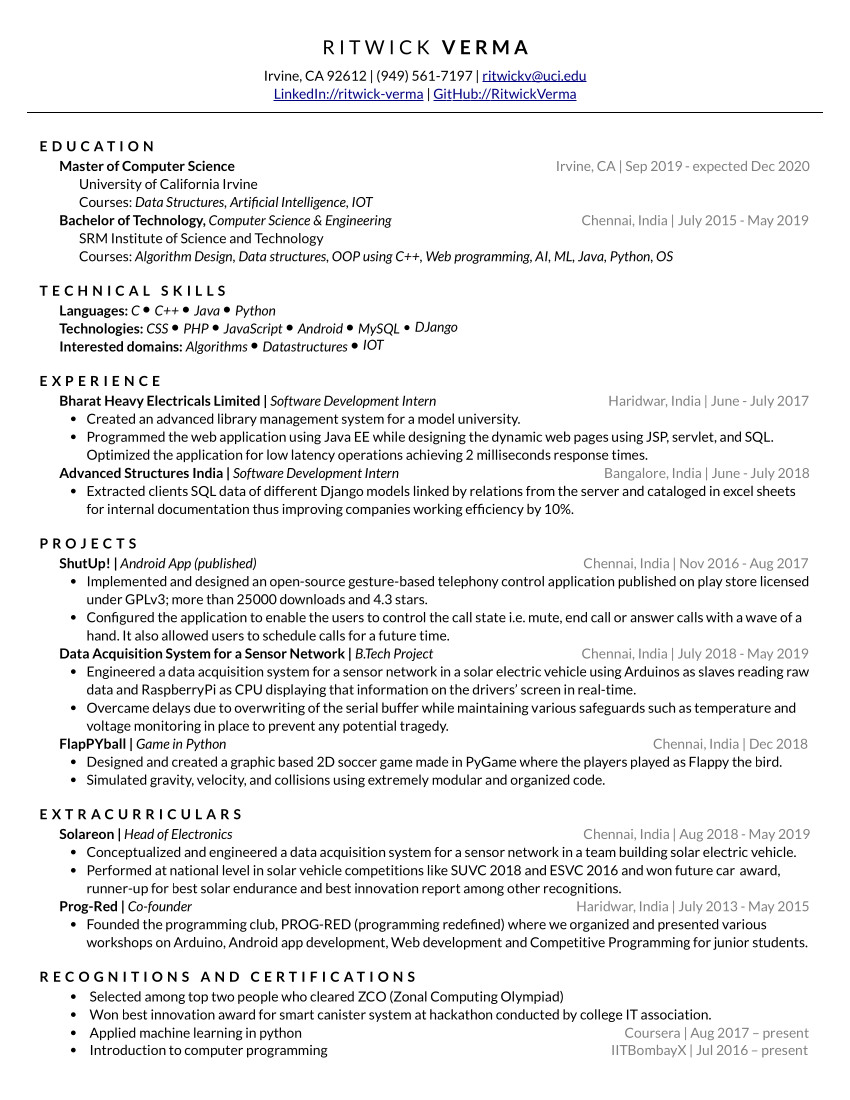 RITWICK VERMA
Irvine, CA 92612 | (949) 561-7197 | ritwickv@uci.edu
LinkedIn://ritwick-verma | GitHub://RitwickVerma
EDUCATION
Master of Computer Science Irvine, CA | Sep 2019 - expected Dec 2020
University of California Irvine
Courses: Data Structures, Artificial Intelligence, IOT
Bachelor of Technology, Computer Science & Engineering Chennai, India | July 2015 - May 2019
SRM Institute of Science and Technology
Courses: Algorithm Design, Data structures, OOP using C++, Web programming, AI, ML, Java, Python, OS
TECHNICAL SKILLS
Languages: C • C++ • Java • Python
Technologies: CSS • PHP • JavaScript • Android • MySQL • DJango
Interested domains: Algorithms • Datastructures • IOT
EXPERIENCE
Bharat Heavy Electricals Limited | Software Development Intern Haridwar, India | June - July 2017
• Created an advanced library management system for a model university.
• Programmed the web application using Java EE while designing the dynamic web pages using JSP, servlet, and SQL.
Optimized the application for low latency operations achieving 2 milliseconds response times.
Advanced Structures India | Software Development Intern Bangalore, India | June - July 2018
• Extracted clients SQL data of different Django models linked by relations from the server and cataloged in excel sheets
for internal documentation thus improving companies working efficiency by 10%.
PROJECTS
ShutUp! | Android App (published) Chennai, India | Nov 2016 - Aug 2017
• Implemented and designed an open-source gesture-based telephony control application published on play store licensed
under GPLv3; more than 25000 downloads and 4.3 stars.
• Configured the application to enable the users to control the call state i.e. mute, end call or answer calls with a wave of a
hand. It also allowed users to schedule calls for a future time.
Data Acquisition System for a Sensor Network | B.Tech Project Chennai, India | July 2018 - May 2019
• Engineered a data acquisition system for a sensor network in a solar electric vehicle using Arduinos as slaves reading raw
data and RaspberryPi as CPU displaying that information on the drivers’ screen in real-time.
• Overcame delays due to overwriting of the serial buffer while maintaining various safeguards such as temperature and
voltage monitoring in place to prevent any potential tragedy.
FlapPYball | Game in Python Chennai, India | Dec 2018
• Designed and created a graphic based 2D soccer game made in PyGame where the players played as Flappy the bird.
• Simulated gravity, velocity, and collisions using extremely modular and organized code.
EXTRACURRICULARS
Solareon | Head of Electronics Chennai, India | Aug 2018 - May 2019
• Conceptualized and engineered a data acquisition system for a sensor network in a team building solar electric vehicle.
• Performed at national level in solar vehicle competitions like SUVC 2018 and ESVC 2016 and won future car award,
runner-up for best solar endurance and best innovation report among other recognitions.
Prog-Red | Co-founder Haridwar, India | July 2013 - May 2015
• Founded the programming club, PROG-RED (programming redefined) where we organized and presented various
workshops on Arduino, Android app development, Web development and Competitive Programming for junior students.
RECOGNITIONS AND CERTIFICATIONS
• Selected among top two people who cleared ZCO (Zonal Computing Olympiad)
• Won best innovation award for smart canister system at hackathon conducted by college IT association.
• Applied machine learning in python Coursera | Aug 2017 – present
• Introduction to computer programming IITBombayX | Jul 2016 – present